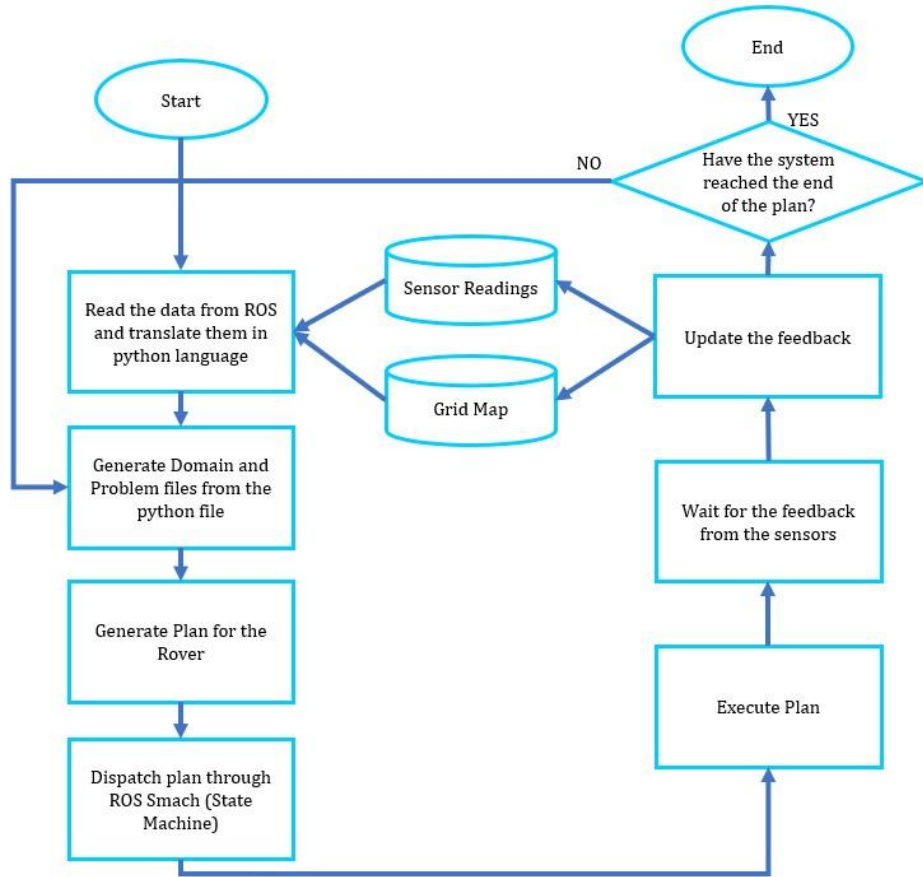 Start
Read the data from ROS
and translate them in
python language
Generate Domain and
Problem files from the
python file
Generate Plan for the
Rover
Dispatch plan through
ROS Smach (State
Machine)
Execute Plan
Wait for the feedback
from the sensors
Update the feedback
Sensor Readings
Grid Map
Have the system
reached the end
of the plan?
NO
YES
End